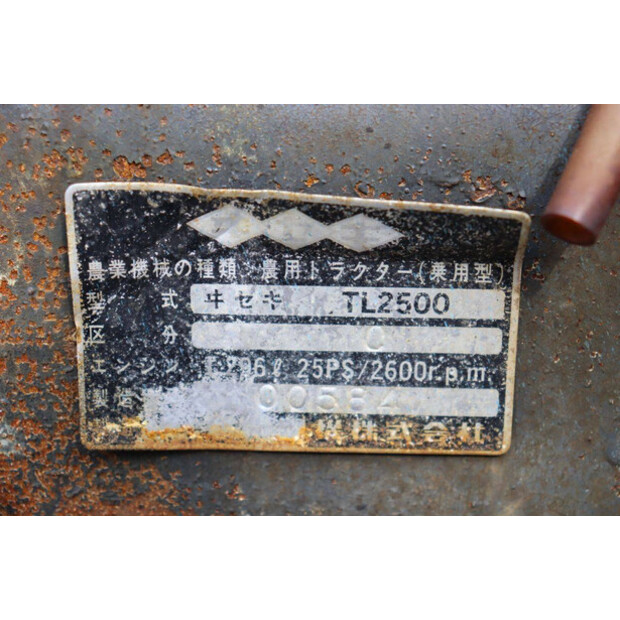 農業機械の種類 農用トラクター(乗用型)
型式 ヰセキ TL2500
区分 C
エンジン 25PS/2600r.p.m.
製造 00584
株式会社